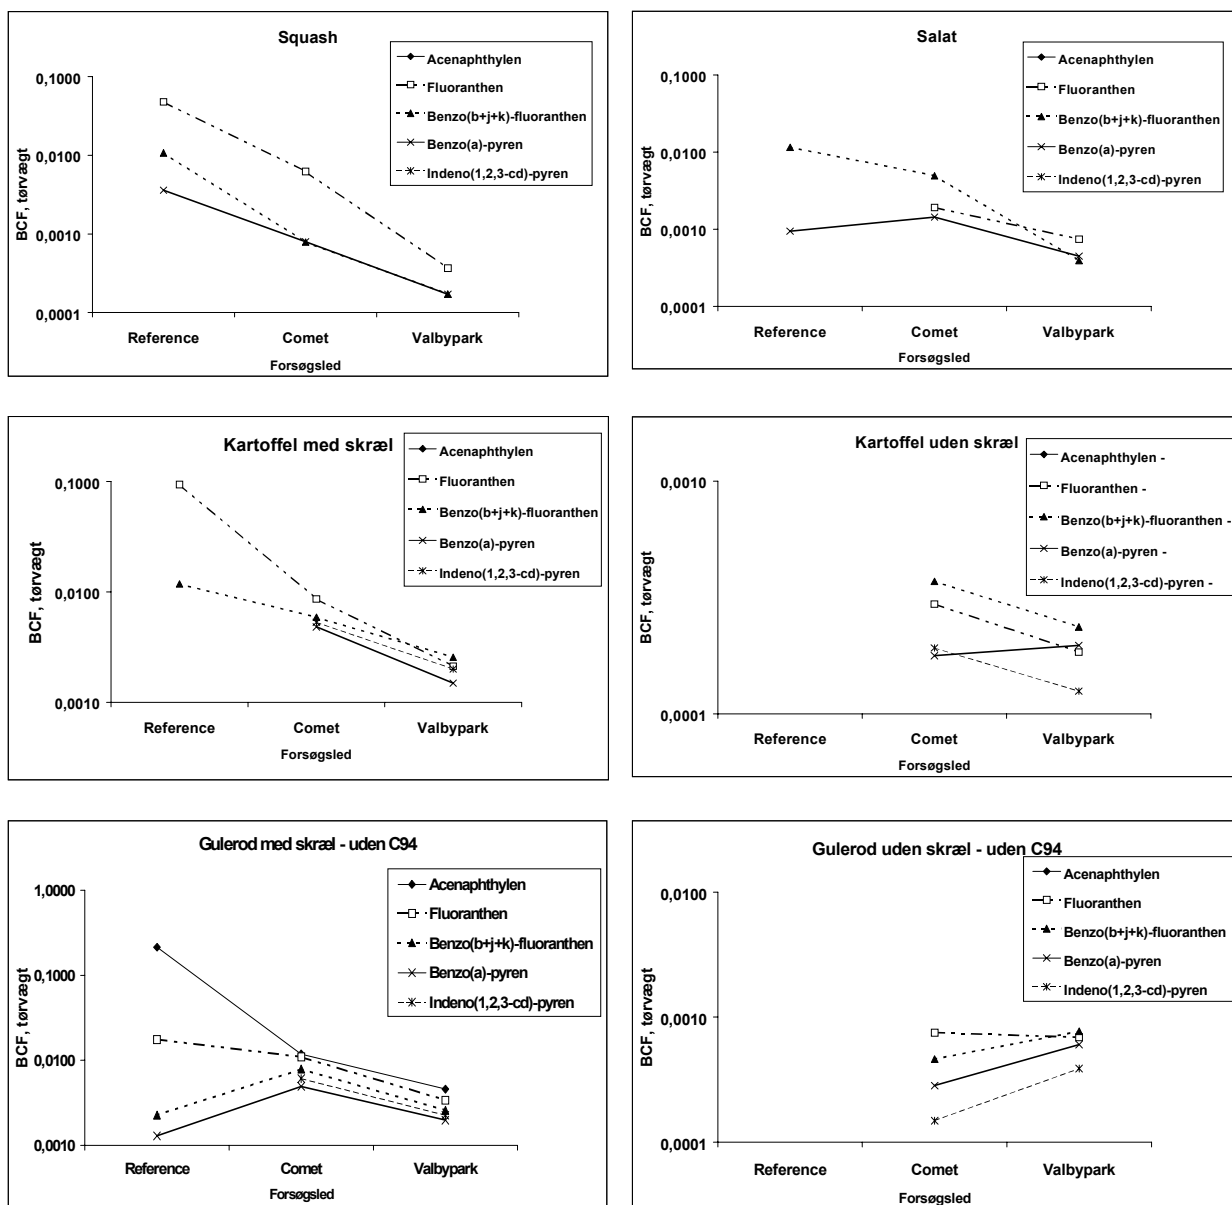 Squash
Acenaphthylen
Fluoranthen
Benzo(b+j+k)-fluoranthen
Benzo(a)-pyren
Indeno(1,2,3-cd)-pyren
0,1000
0,0100
0,0010
0,0001
BCF, tørvægt
Reference
Comet
Valbypark
Forsøgsled
Salat
Acenaphthylen
Fluoranthen
Benzo(b+j+k)-fluoranthen
Benzo(a)-pyren
Indeno(1,2,3-cd)-pyren
0,1000
0,0100
0,0010
0,0001
BCF, tørvægt
Reference
Comet
Valbypark
Forsøgsled
Kartoffel med skræl
Acenaphthylen
Fluoranthen
Benzo(b+j+k)-fluoranthen
Benzo(a)-pyren
Indeno(1,2,3-cd)-pyren
0,1000
0,0100
0,0010
BCF, tørvægt
Reference
Comet
Valbypark
Forsøgsled
Kartoffel uden skræl
Acenaphthylen -
Fluoranthen -
Benzo(b+j+k)-fluoranthen -
Benzo(a)-pyren -
Indeno(1,2,3-cd)-pyren -
0,0010
0,0001
BCF, tørvægt
Reference
Comet
Valbypark
Forsøgsled
Gulerod med skræl - uden C94
Acenaphthylen
Fluoranthen
Benzo(b+j+k)-fluoranthen
Benzo(a)-pyren
Indeno(1,2,3-cd)-pyren
1,0000
0,1000
0,0100
0,0010
BCF, tørvægt
Reference
Comet
Valbypark
Forsøgsled
Gulerod uden skræl - uden C94
Acenaphthylen
Fluoranthen
Benzo(b+j+k)-fluoranthen
Benzo(a)-pyren
Indeno(1,2,3-cd)-pyren
0,0100
0,0010
0,0001
BCF, tørvægt
Reference
Comet
Valbypark
Forsøgsled